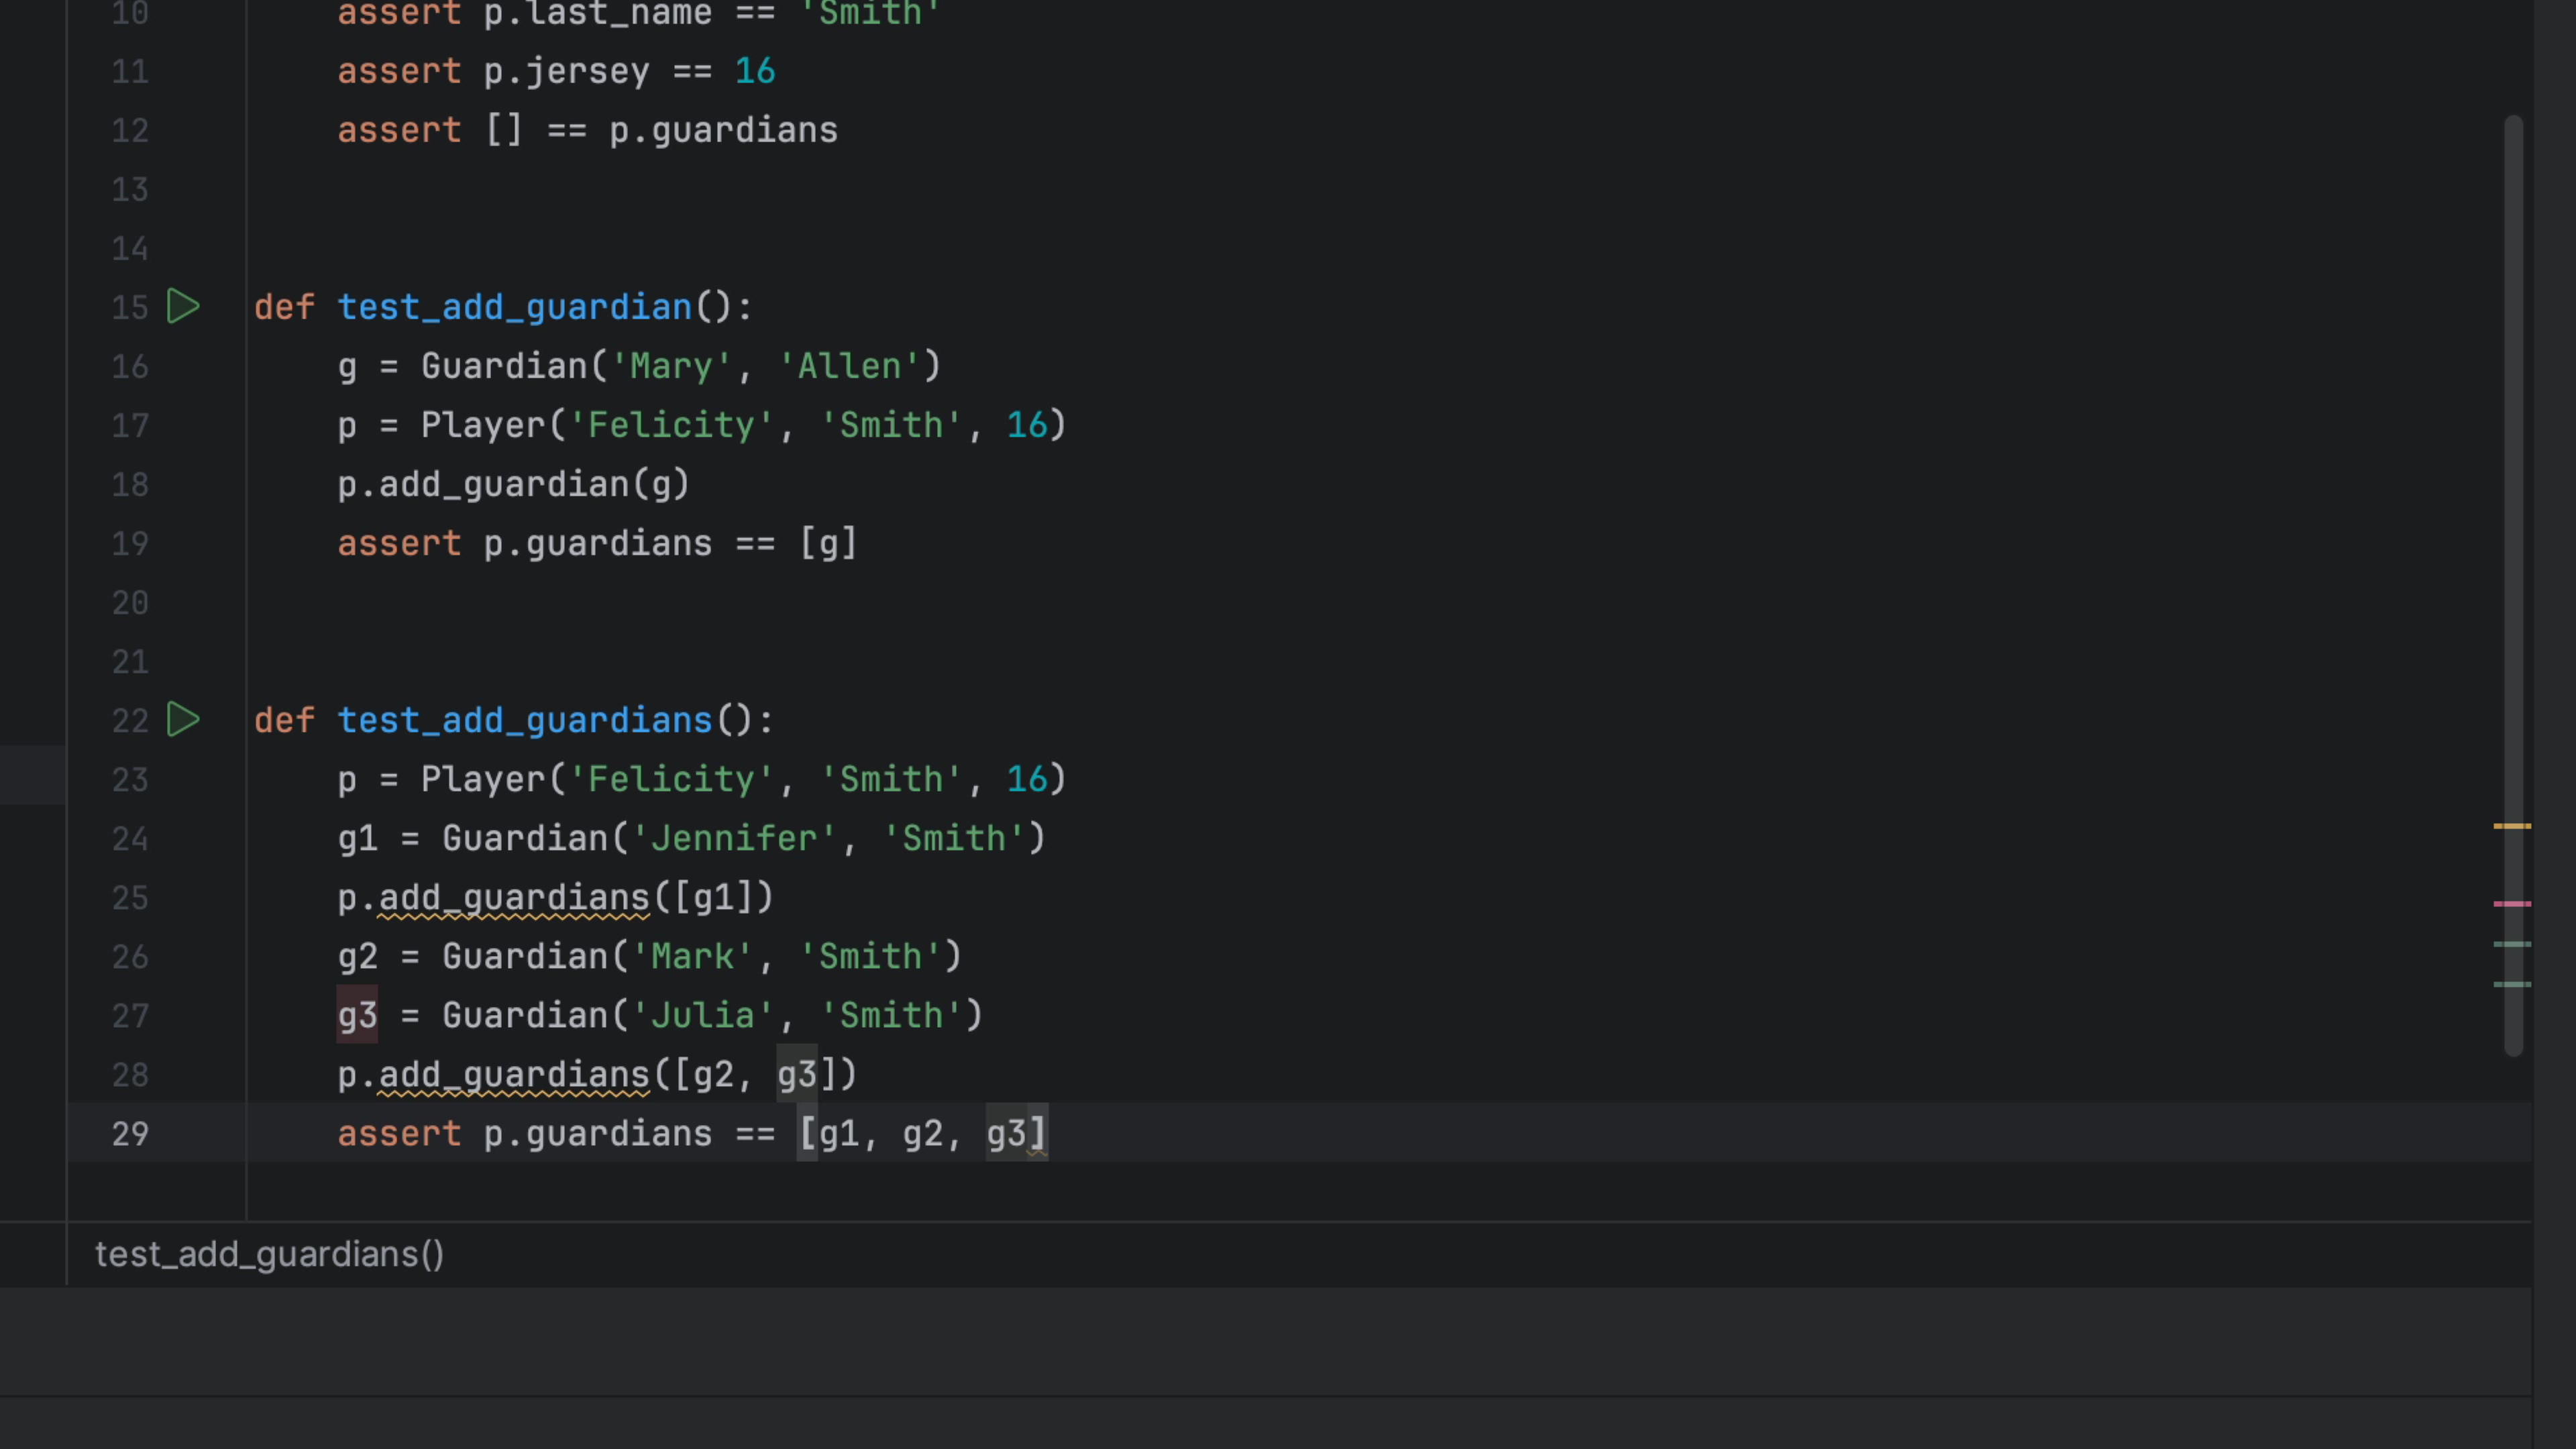 10 assert p.last_name == 'Smith'
11 assert p.jersey == 16
12 assert [] == p.guardians
13
14
15 def test_add_guardian():
16 g = Guardian('Mary', 'Allen')
17 p = Player('Felicity', 'Smith', 16)
18 p.add_guardian(g)
19 assert p.guardians == [g]
20
21
22 def test_add_guardians():
23 p = Player('Felicity', 'Smith', 16)
24 g1 = Guardian('Jennifer', 'Smith')
25 p.add_guardians([g1])
26 g2 = Guardian('Mark', 'Smith')
27 g3 = Guardian('Julia', 'Smith')
28 p.add_guardians([g2, g3])
29 assert p.guardians == [g1, g2, g3]
test_add_guardians()